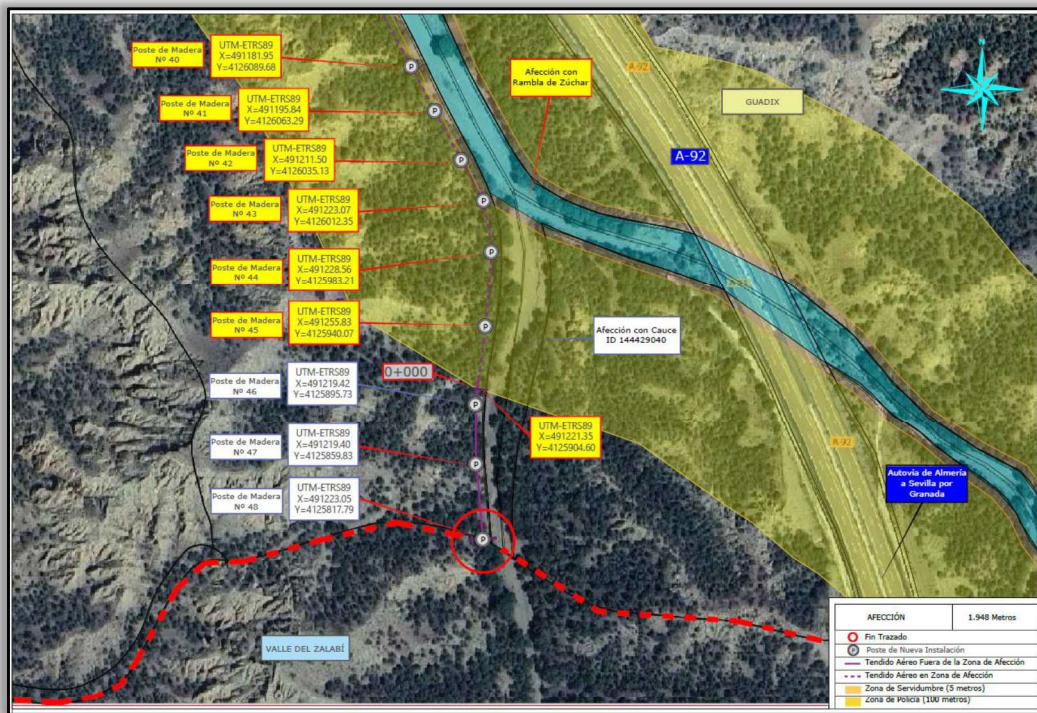 Poste de Madera
Nº 40
UTM-ETRS89
X=491181.95
Y=4126089.68
Poste de Madera
Nº 41
UTM-ETRS89
X=491195.84
Y=4126063.29
Poste de Madera
Nº 42
UTM-ETRS89
X=491211.50
Y=4126035.13
Poste de Madera
Nº 43
UTM-ETRS89
X=491223.07
Y=4126012.35
Poste de Madera
Nº 44
UTM-ETRS89
X=491228.56
Y=4125983.21
Poste de Madera
Nº 45
UTM-ETRS89
X=491255.83
Y=4125940.07
Poste de Madera
Nº 46
UTM-ETRS89
X=491219.42
Y=4125895.73
Poste de Madera
Nº 47
UTM-ETRS89
X=491219.40
Y=4125859.83
Poste de Madera
Nº 48
UTM-ETRS89
X=491223.05
Y=4125817.79
P
P
P
P
P
P
P
P
P
Afección con
Rambla de Zúchar
A-92
GUADIX
A-92
A-92
Afección con Cauce
ID 144429040
0+000
UTM-ETRS89
X=491221.35
Y=4125904.60
A-92
Autovía de Almería
a Sevilla por
Granada
VALLE DEL ZALABÍ
AFECCIÓN
1.948 Metros
Fin Trazado
P
Poste de Nueva Instalación
Tendido Aéreo Fuera de la Zona de Afección
Tendido Aéreo en Zona de Afección
Zona de Servidumbre (5 metros)
Zona de Policía (100 metros)